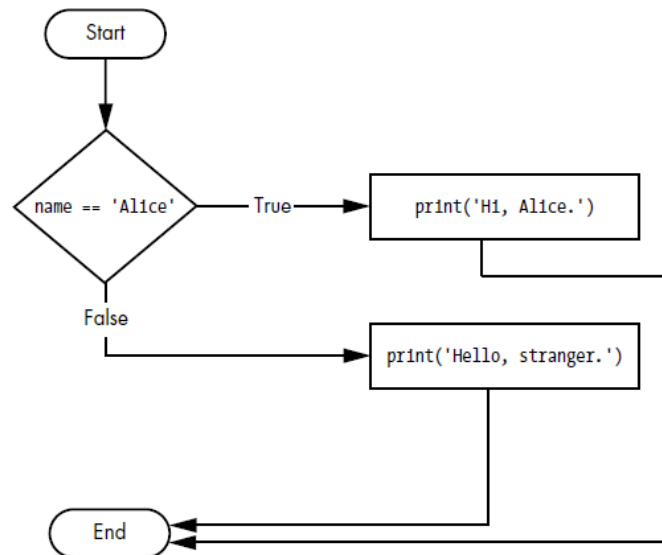 Start
name == 'Alice'
True
print('Hi, Alice.')
False
print('Hello, stranger.')
End